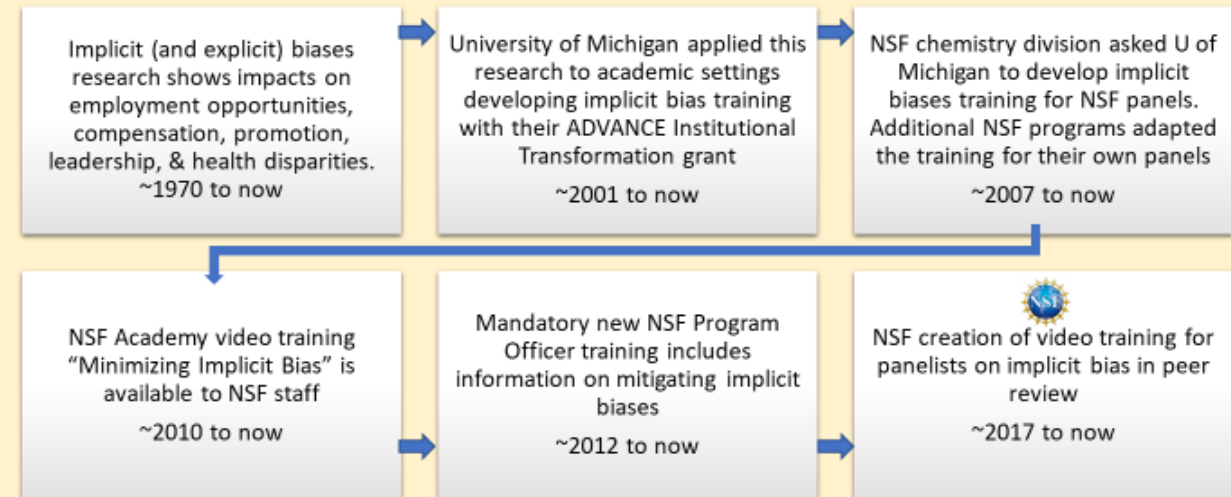 Implicit (and explicit) biases
research shows impacts on
employment opportunities,
compensation, promotion,
leadership, & health disparities.
~1970 to now
University of Michigan applied this
research to academic settings
developing implicit bias training
with their ADVANCE Institutional
Transformation grant
~2001 to now
NSF chemistry division asked U of
Michigan to develop implicit
biases training for NSF panels.
Additional NSF programs adapted
the training for their own panels
~2007 to now
NSF Academy video training
“Minimizing Implicit Bias” is
available to NSF staff
~2010 to now
Mandatory new NSF Program
Officer training includes
information on mitigating implicit
biases
~2012 to now
NSF
NSF creation of video training for
panelists on implicit bias in peer
review
~2017 to now